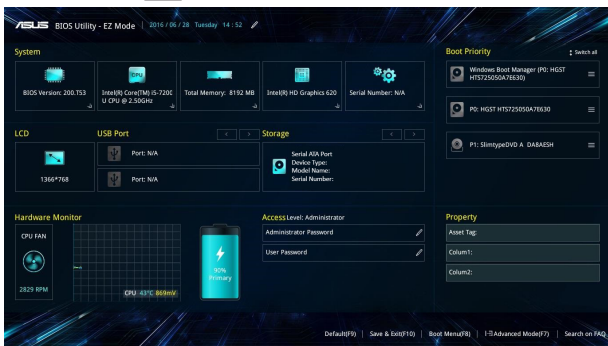 ASUS BIOS Utility - EZ Mode 2016 / 06 / 28 Tuesday 14 : 52
System
BIOS Version: 200.T53
Intel(R) Core(TM) i5-7200
U CPU @ 2.50GHz
Total Memory: 8192 MB
Intel(R) HD Graphics 620
Serial Number: N/A
Boot Priority
Switch all
Windows Boot Manager (P0: HGST
HTS725050A7E630)
P0: HGST HTS725050A7E630
P1: SlimtypeDVD A DA8AESH
LCD
1366*768
USB Port
Port: N/A
Port: N/A
Storage
Serial ATA Port
Device Type:
Model Name:
Serial Number:
Hardware Monitor
CPU FAN
2829 RPM
CPU 43°C 869mV
90%
Primary
Access Level: Administrator
Administrator Password
User Password
Property
Asset Tag:
Colum1:
Colum2:
Default(F9) | Save & Exit(F10) | Boot Menu(F8) | Advanced Mode(F7) | Search on FAQ